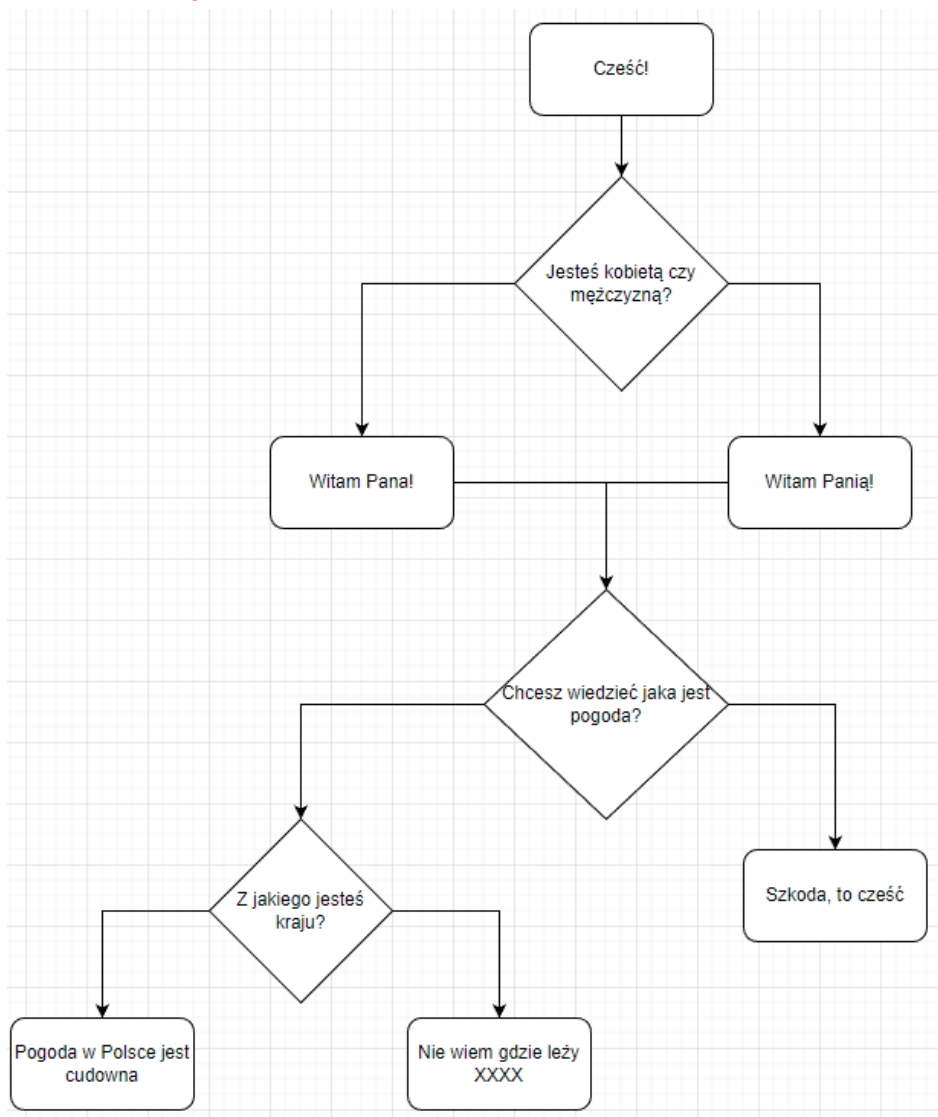 Cześć!
Jesteś kobietą czy
mężczyzną?
Witam Pana!
Witam Panią!
Chcesz wiedzieć jaka jest
pogoda?
Z jakiego jesteś
kraju?
Szkoda, to cześć
Pogoda w Polsce jest
cudowna
Nie wiem gdzie leży
XXXX